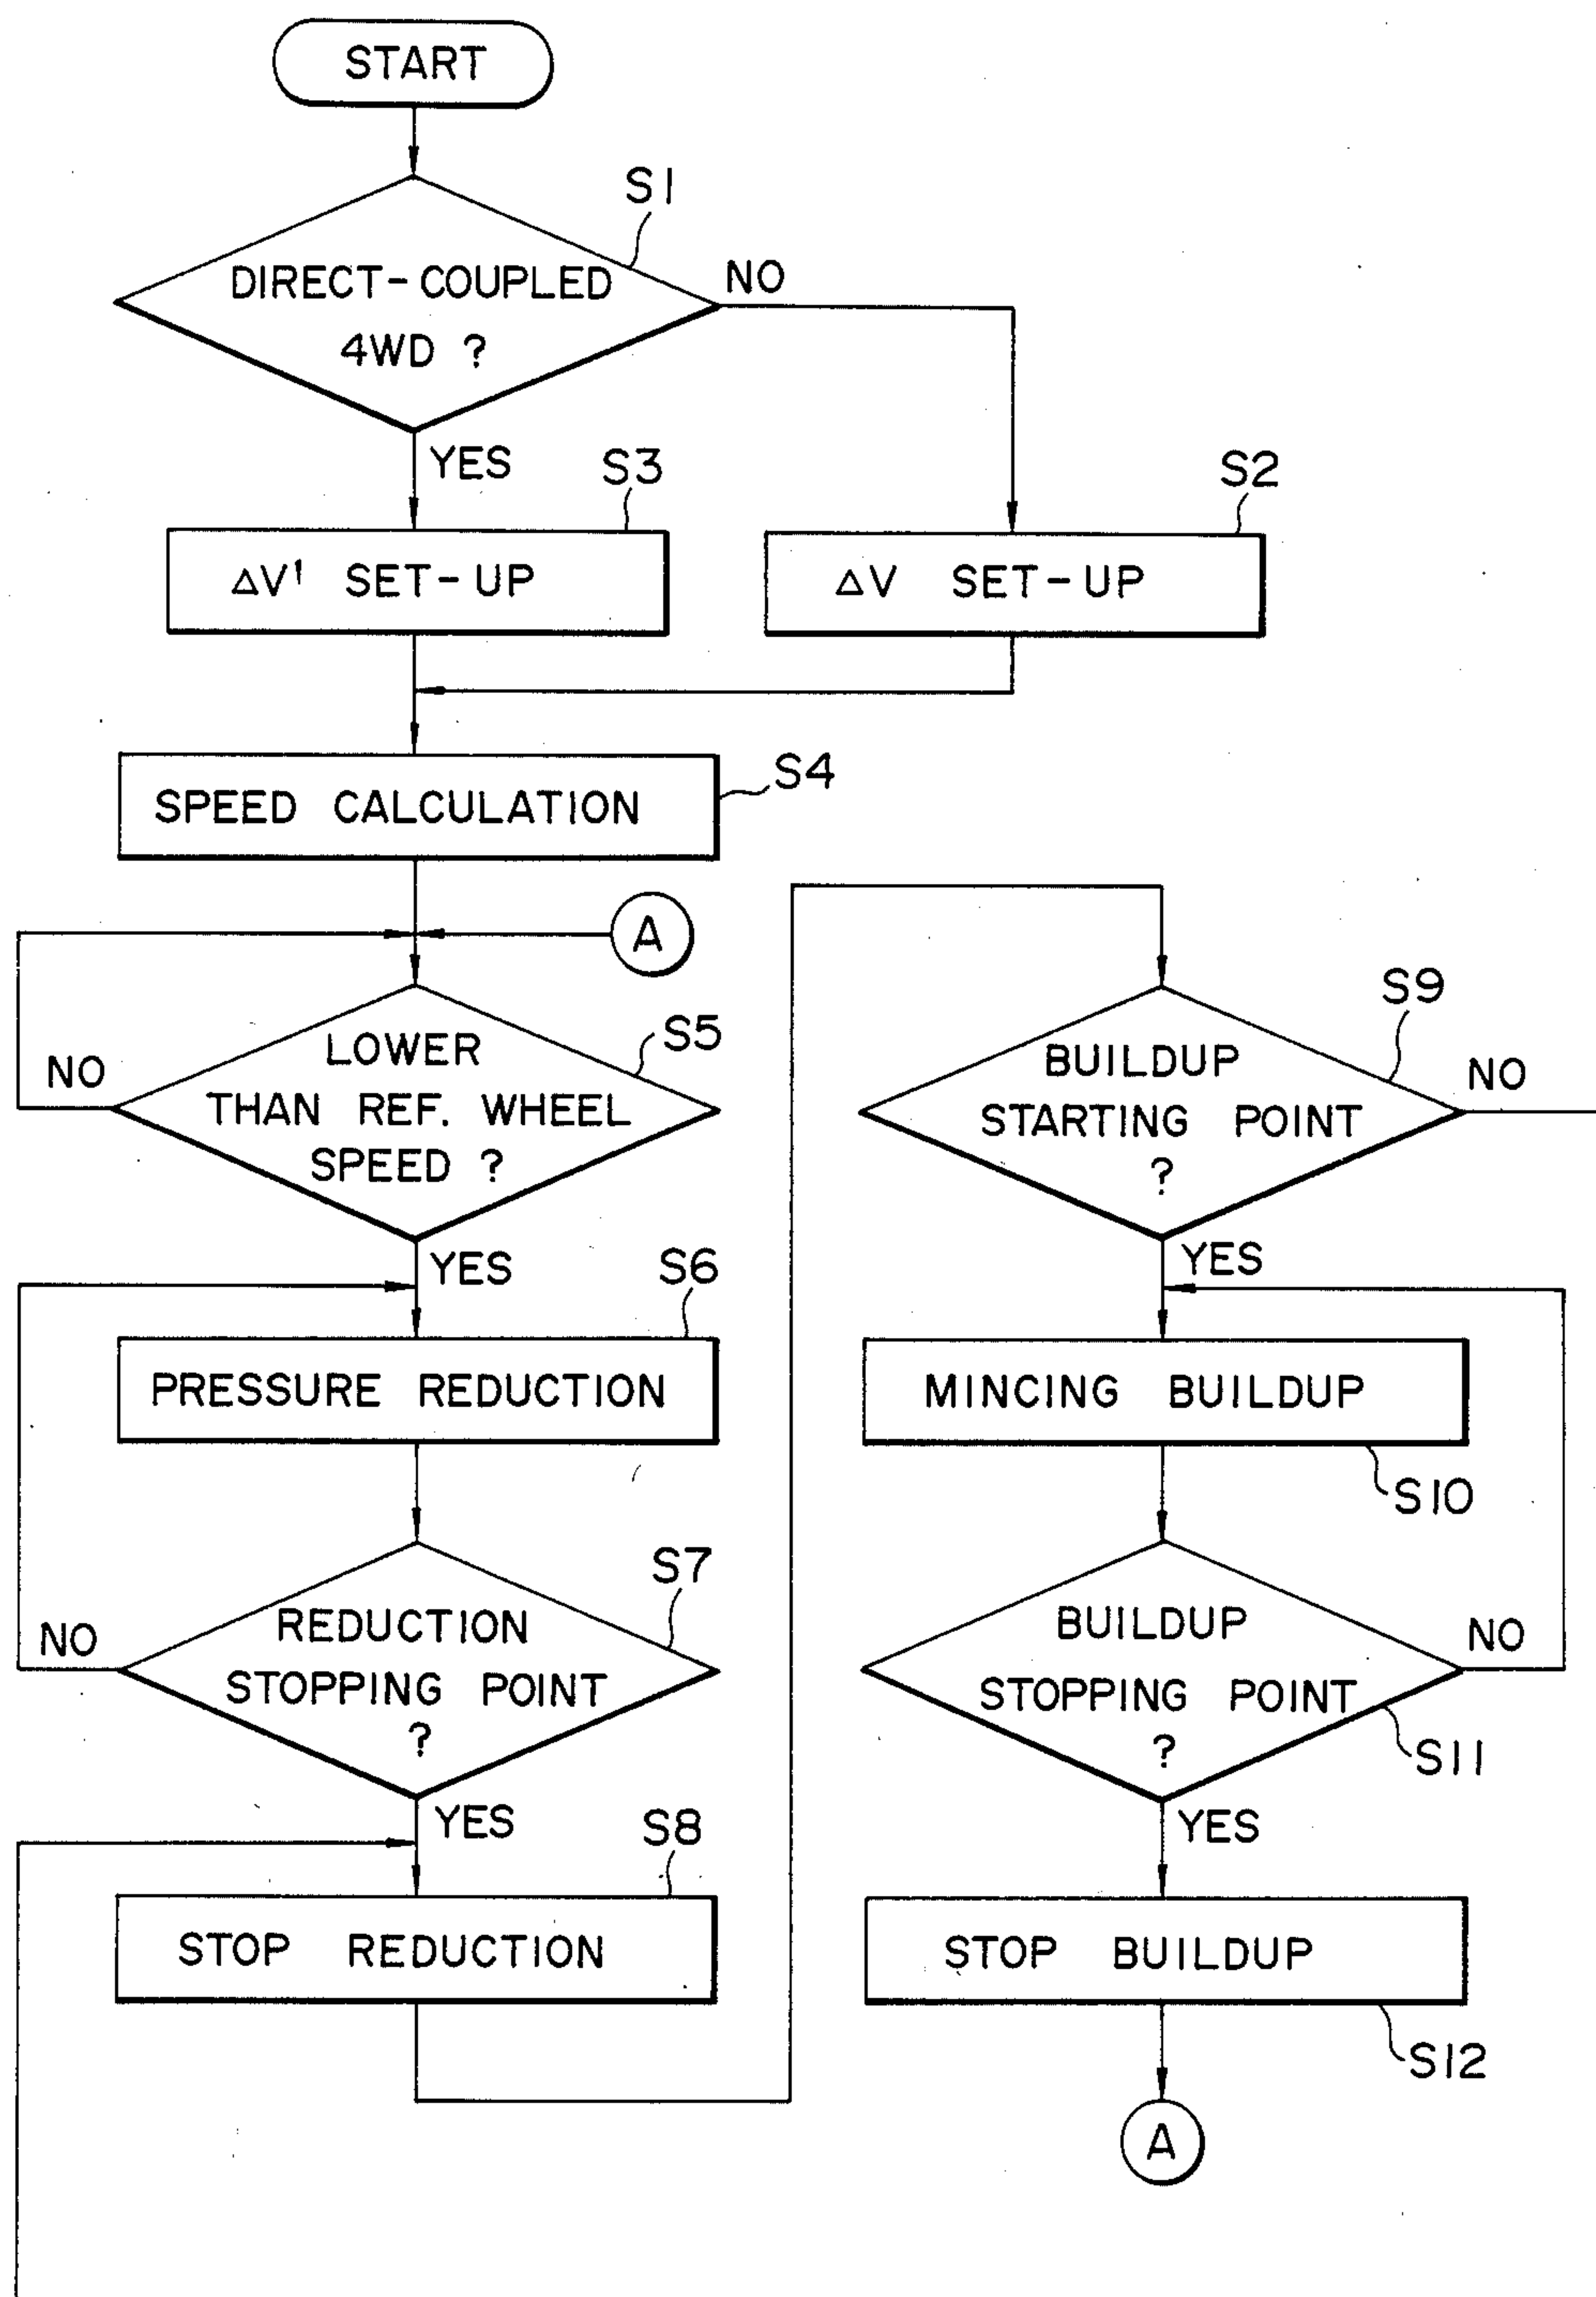 START
S1
DIRECT-COUPLED
4WD ?
NO
YES
S3
S2
ΔV' SET-UP
ΔV SET-UP
SPEED CALCULATION
S4
A
LOWER
THAN REF. WHEEL
SPEED ?
S5
NO
YES
S6
PRESSURE REDUCTION
S7
REDUCTION
STOPPING POINT
?
NO
YES
S8
STOP REDUCTION
S9
BUILDUP
STARTING POINT
?
NO
YES
MINCING BUILDUP
S10
BUILDUP
STOPPING POINT
?
NO
S11
YES
STOP BUILDUP
S12
A